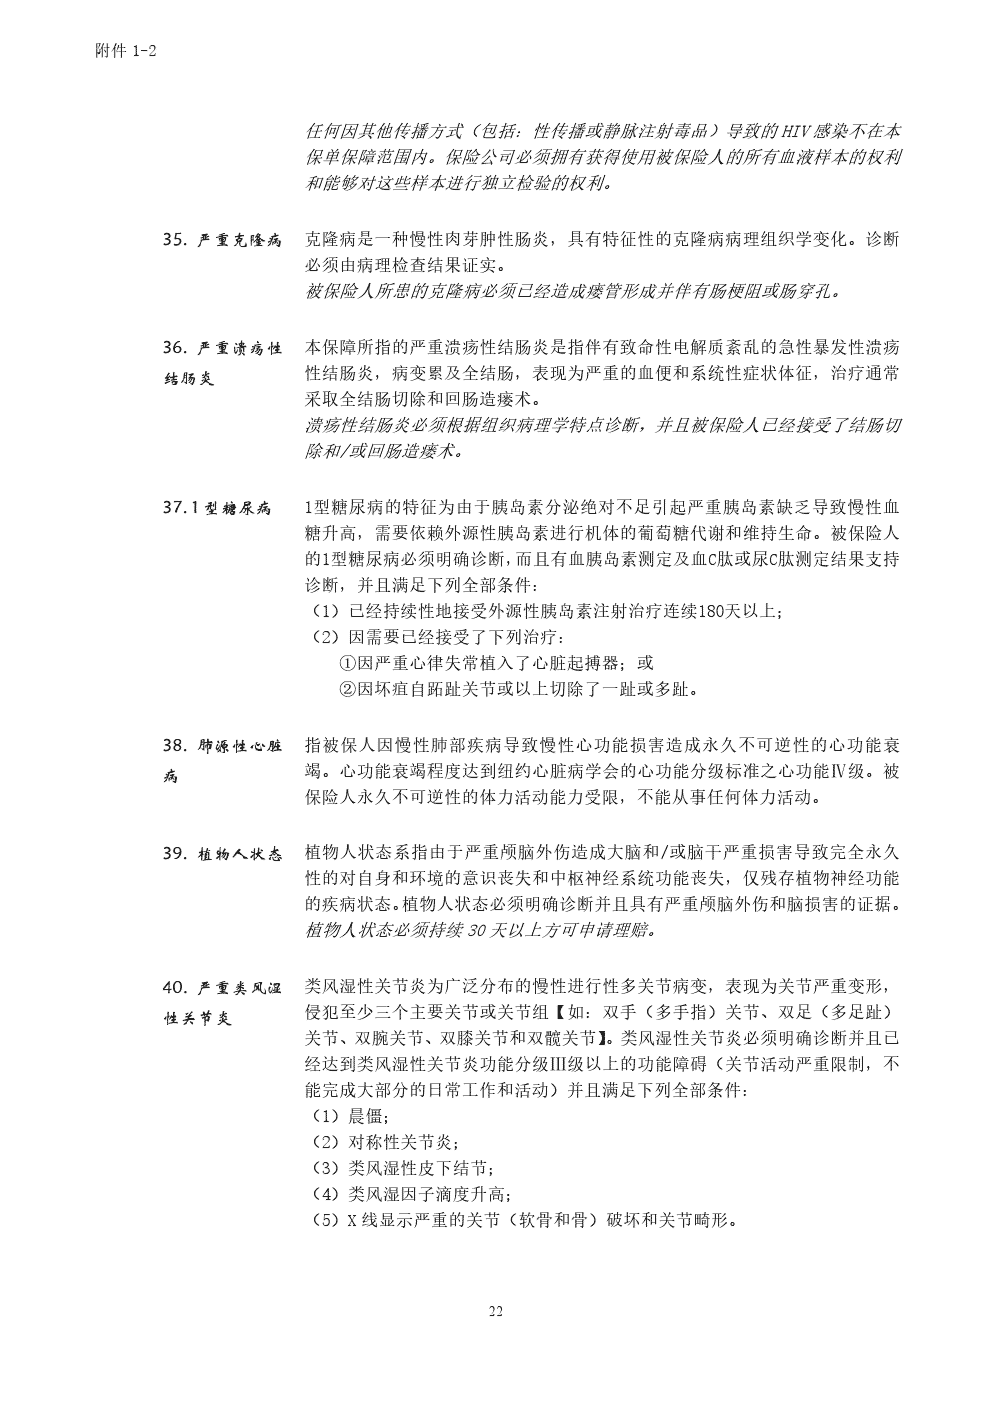 附件 1-2
任何因其他传播方式（包括：性传播或静脉注射毒品）导致的 HIV 感染不在本
保单保障范围内。保险公司必须拥有获得使用被保险人的所有血液样本的权利
和能够对这些样本进行独立检验的权利。
35. 严重克隆病
克隆病是一种慢性肉芽肿性肠炎，具有特征性的克隆病病理组织学变化。诊断
必须由病理检查结果证实。
被保险人所患的克隆病必须已经造成瘘管形成并伴有肠梗阻或肠穿孔。
36. 严重溃疡性
结肠炎
本保障所指的严重溃疡性结肠炎是指伴有致命性电解质紊乱的急性暴发性溃疡
性结肠炎，病变累及全结肠，表现为严重的血便和系统性症状体征，治疗通常
采取全结肠切除和回肠造瘘术。
溃疡性结肠炎必须根据组织病理学特点诊断，并且被保险人已经接受了结肠切
除和/或回肠造瘘术。
37.1 型糖尿病
1型糖尿病的特征为由于胰岛素分泌绝对不足引起严重胰岛素缺乏导致慢性血
糖升高，需要依赖外源性胰岛素进行机体的葡萄糖代谢和维持生命。被保险人
的1型糖尿病必须明确诊断，而且有血胰岛素测定及血C肽或尿C肽测定结果支持
诊断，并且满足下列全部条件：
（1）已经持续性地接受外源性胰岛素注射治疗连续180天以上；
（2）因需要已经接受了下列治疗：
①因严重心律失常植入了心脏起搏器；或
②因坏疽自跖趾关节或以上切除了一趾或多趾。
38. 肺源性心脏
病
指被保人因慢性肺部疾病导致慢性心功能损害造成永久不可逆性的心功能衰
竭。心功能衰竭程度达到纽约心脏病学会的心功能分级标准之心功能Ⅳ级。被
保险人永久不可逆性的体力活动能力受限，不能从事任何体力活动。
39. 植物人状态
植物人状态系指由于严重颅脑外伤造成大脑和/或脑干严重损害导致完全永久
性的对自身和环境的意识丧失和中枢神经系统功能丧失，仅残存植物神经功能
的疾病状态。植物人状态必须明确诊断并且具有严重颅脑外伤和脑损害的证据。
植物人状态必须持续 30 天以上方可申请理赔。
40. 严重类风湿
性关节炎
类风湿性关节炎为广泛分布的慢性进行性多关节病变，表现为关节严重变形，
侵犯至少三个主要关节或关节组【如：双手（多手指）关节、双足（多足趾）
关节、双腕关节、双膝关节和双髋关节】。类风湿性关节炎必须明确诊断并且已
经达到类风湿性关节炎功能分级Ⅲ级以上的功能障碍（关节活动严重限制，不
能完成大部分的日常工作和活动）并且满足下列全部条件：
（1）晨僵；
（2）对称性关节炎；
（3）类风湿性皮下结节；
（4）类风湿因子滴度升高；
（5）X 线显示严重的关节（软骨和骨）破坏和关节畸形。
22